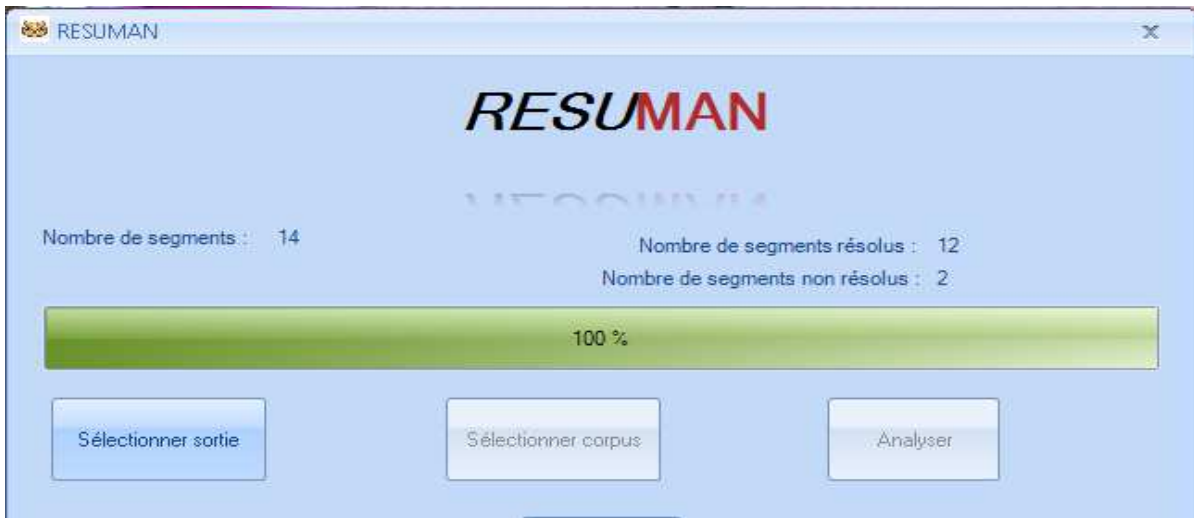 RESUMAN
RESUMAN
Nombre de segments : 14
Nombre de segments résolus : 12
Nombre de segments non résolus : 2
100 %
Sélectionner sortie
Sélectionner corpus
Analyser